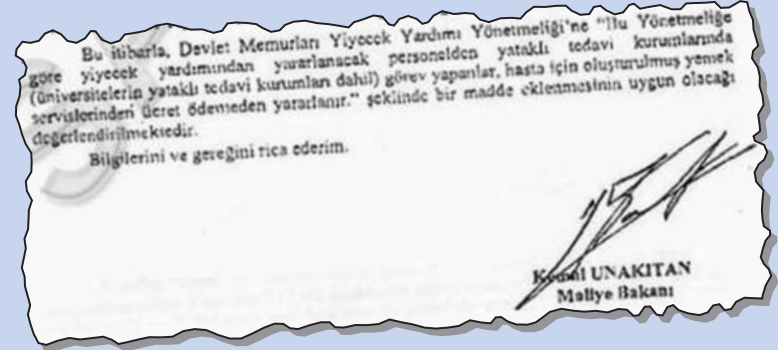 Bu itibarla, Devlet Memurları Yiyecek Yardımı Yönetmeliği'ne "Bu Yönetmeliğe
göre yiyecek yardımından yararlanacak personelden yataklı tedavi kurumlarında
(üniversitelerin yataklı tedavi kurumları dahil) görev yapanlar, hasta için oluşturulmuş yemek
servislerinden ücret ödemeden yararlanır." şeklinde bir madde eklenmesinin uygun olacağı
değerlendirilmektedir.
Bilgilerini ve gereğini rica ederim.
Kemal UNAKITAN
Maliye Bakanı